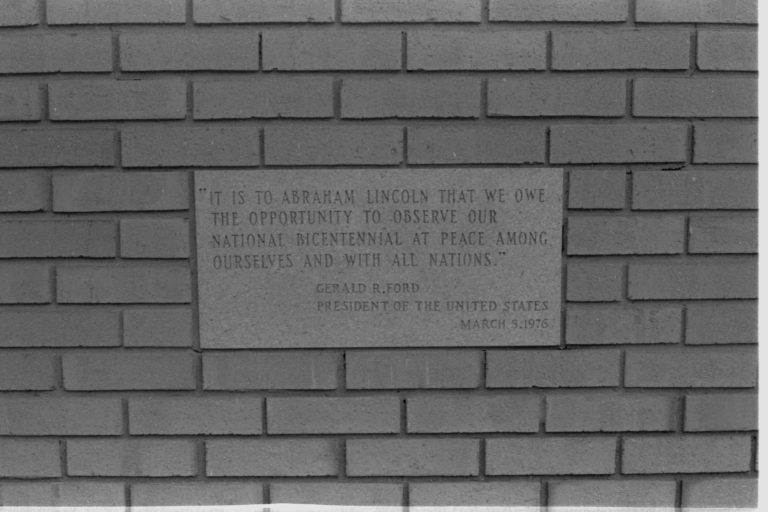 "IT IS TO ABRAHAM LINCOLN THAT WE OWE
THE OPPORTUNITY TO OBSERVE OUR
NATIONAL BICENTENNIAL AT PEACE AMONG
OURSELVES AND WITH ALL NATIONS."
GERALD R. FORD
PRESIDENT OF THE UNITED STATES
MARCH 5, 1976